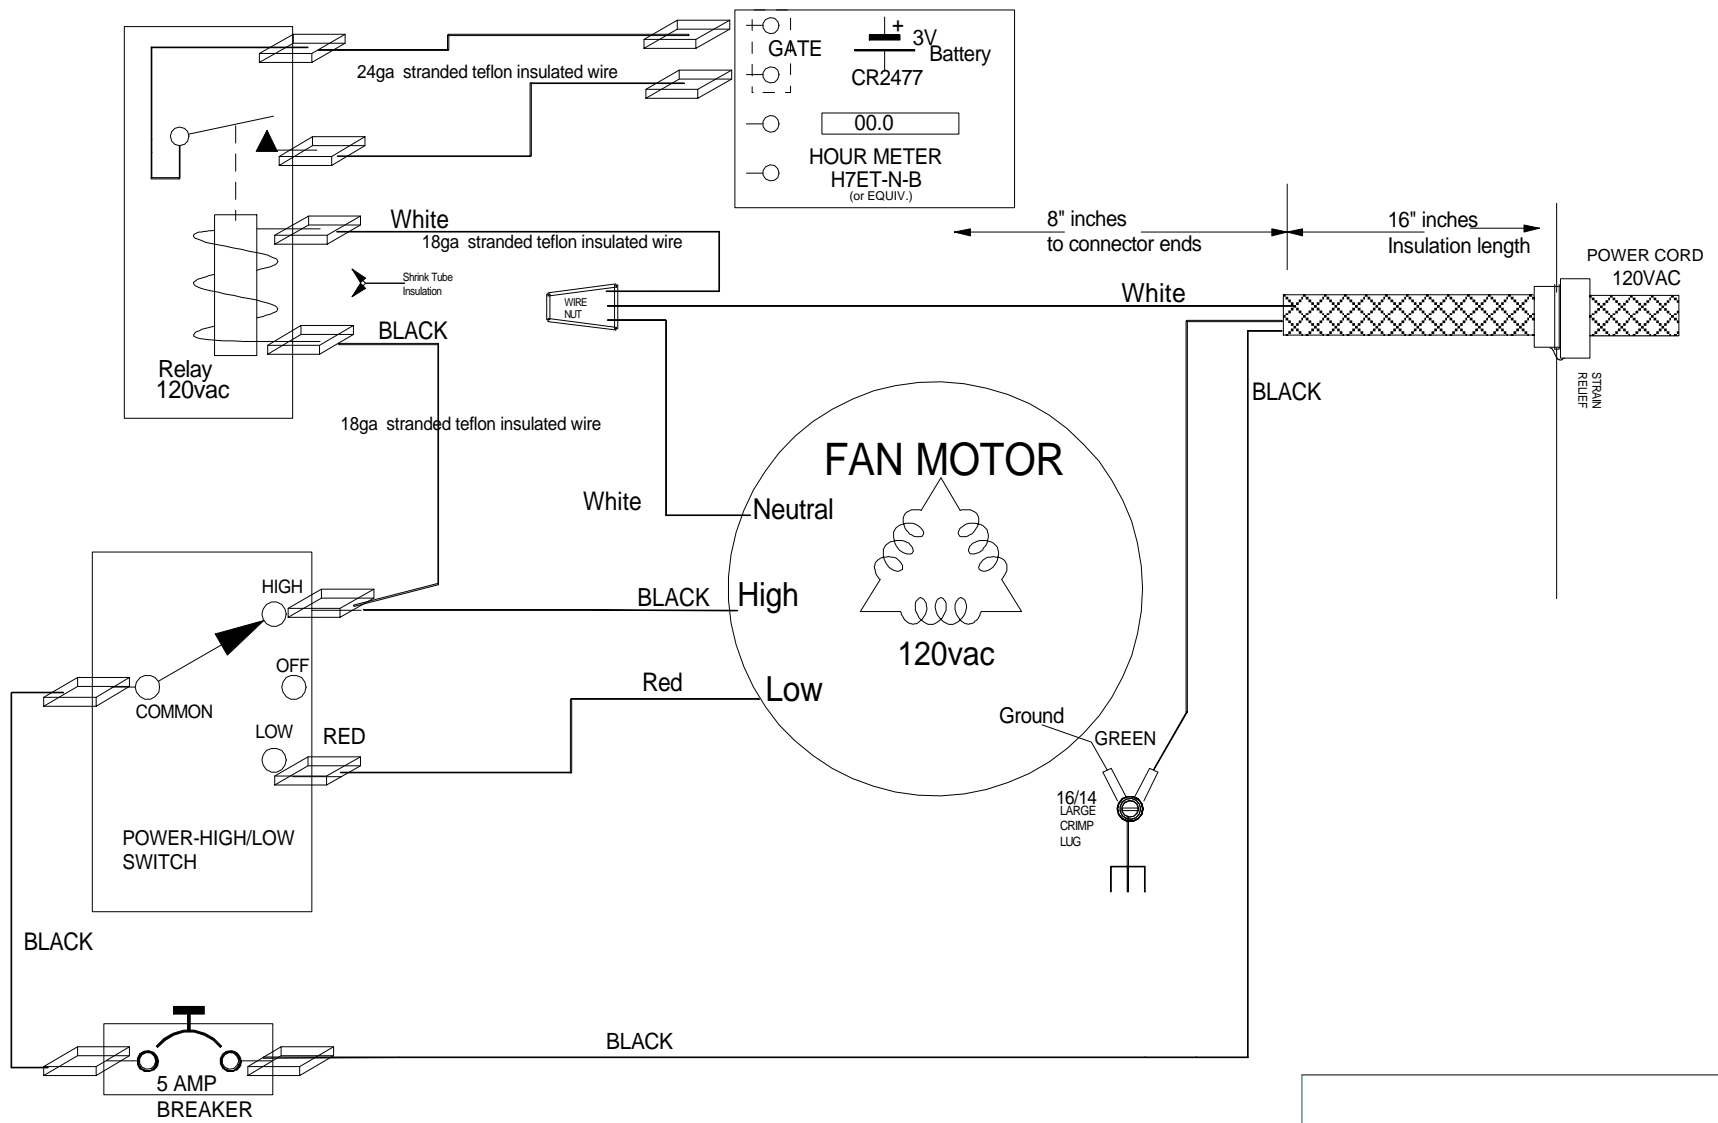 GATE
+
3V
Battery
CR2477
24ga stranded teflon insulated wire
00.0
HOUR METER
H7ET-N-B
(or EQUIV.)
White
18ga stranded teflon insulated wire
8" inches
to connector ends
16" inches
Insulation length
POWER CORD
120VAC
Shrink Tube
Insulation
WIRE
NUT
White
BLACK
Relay
120vac
STRAIN
RELIEF
BLACK
18ga stranded teflon insulated wire
FAN MOTOR
White
Neutral
HIGH
BLACK
High
120vac
OFF
COMMON
Red
Low
LOW
RED
Ground
GREEN
16/14
LARGE
CRIMP
LUG
POWER-HIGH/LOW
SWITCH
BLACK
BLACK
5 AMP
BREAKER